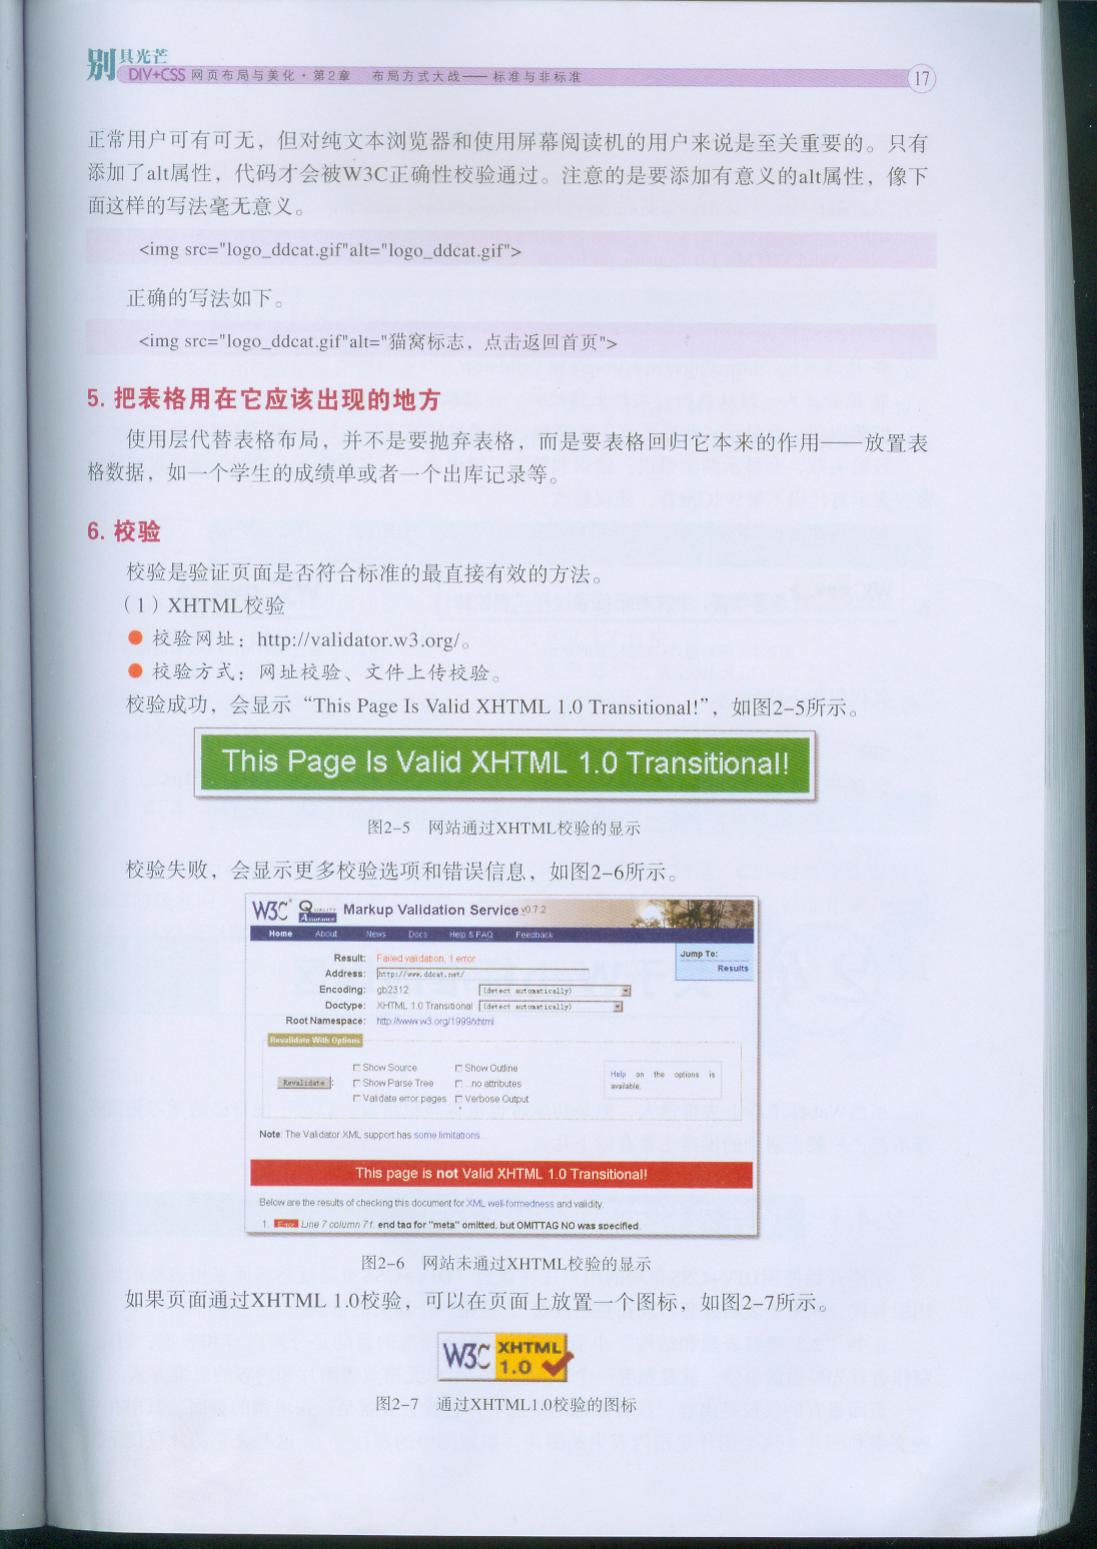 别具光芒
DIV+CSS 网页布局与美化·第2章 布局方式大战——标准与非标准 17
正常用户可有可无，但对纯文本浏览器和使用屏幕阅读机的用户来说是至关重要的。只有
添加了alt属性，代码才会被W3C正确性校验通过。注意的是要添加有意义的alt属性，像下
面这样的写法毫无意义。
<img src="logo_ddcat.gif"alt="logo_ddcat.gif">
正确的写法如下。
<img src="logo_ddcat.gif"alt="猫窝标志，点击返回首页">
5. 把表格用在它应该出现的地方
使用层代替表格布局，并不是要抛弃表格，而是要表格回归它本来的作用——放置表
格数据，如一个学生的成绩单或者一个出库记录等。
6. 校验
校验是验证页面是否符合标准的最直接有效的方法。
（1）XHTML校验
● 校验网址：http://validator.w3.org/。
● 校验方式：网址校验、文件上传校验。
校验成功，会显示“This Page Is Valid XHTML 1.0 Transitional!”，如图2-5所示。
This Page Is Valid XHTML 1.0 Transitional!
图2-5 网站通过XHTML校验的显示
校验失败，会显示更多校验选项和错误信息，如图2-6所示。
W3C QUALITY Assurance Markup Validation Service v0.7.2
Home About News Docs Help & FAQ Feedback
Jump To:
Results
Result: Failed validation, 1 error
Address: http://www.ddcat.net/
Encoding: gb2312 (detect automatically)
Doctype: XHTML 1.0 Transitional (detect automatically)
Root Namespace: http://www.w3.org/1999/xhtml
Revalidate With Options
Show Source Show Outline
Revalidate : Show Parse Tree ...no attributes
Validate error pages Verbose Output
Help on the options is
available.
Note: The Validator XML support has some limitations.
This page is not Valid XHTML 1.0 Transitional!
Below are the results of checking this document for XML well-formedness and validity.
1. Error Line 7 column 71: end tag for "meta" omitted, but OMITTAG NO was specified.
图2-6 网站未通过XHTML校验的显示
如果页面通过XHTML 1.0校验，可以在页面上放置一个图标，如图2-7所示。
W3C XHTML
1.0
图2-7 通过XHTML1.0校验的图标